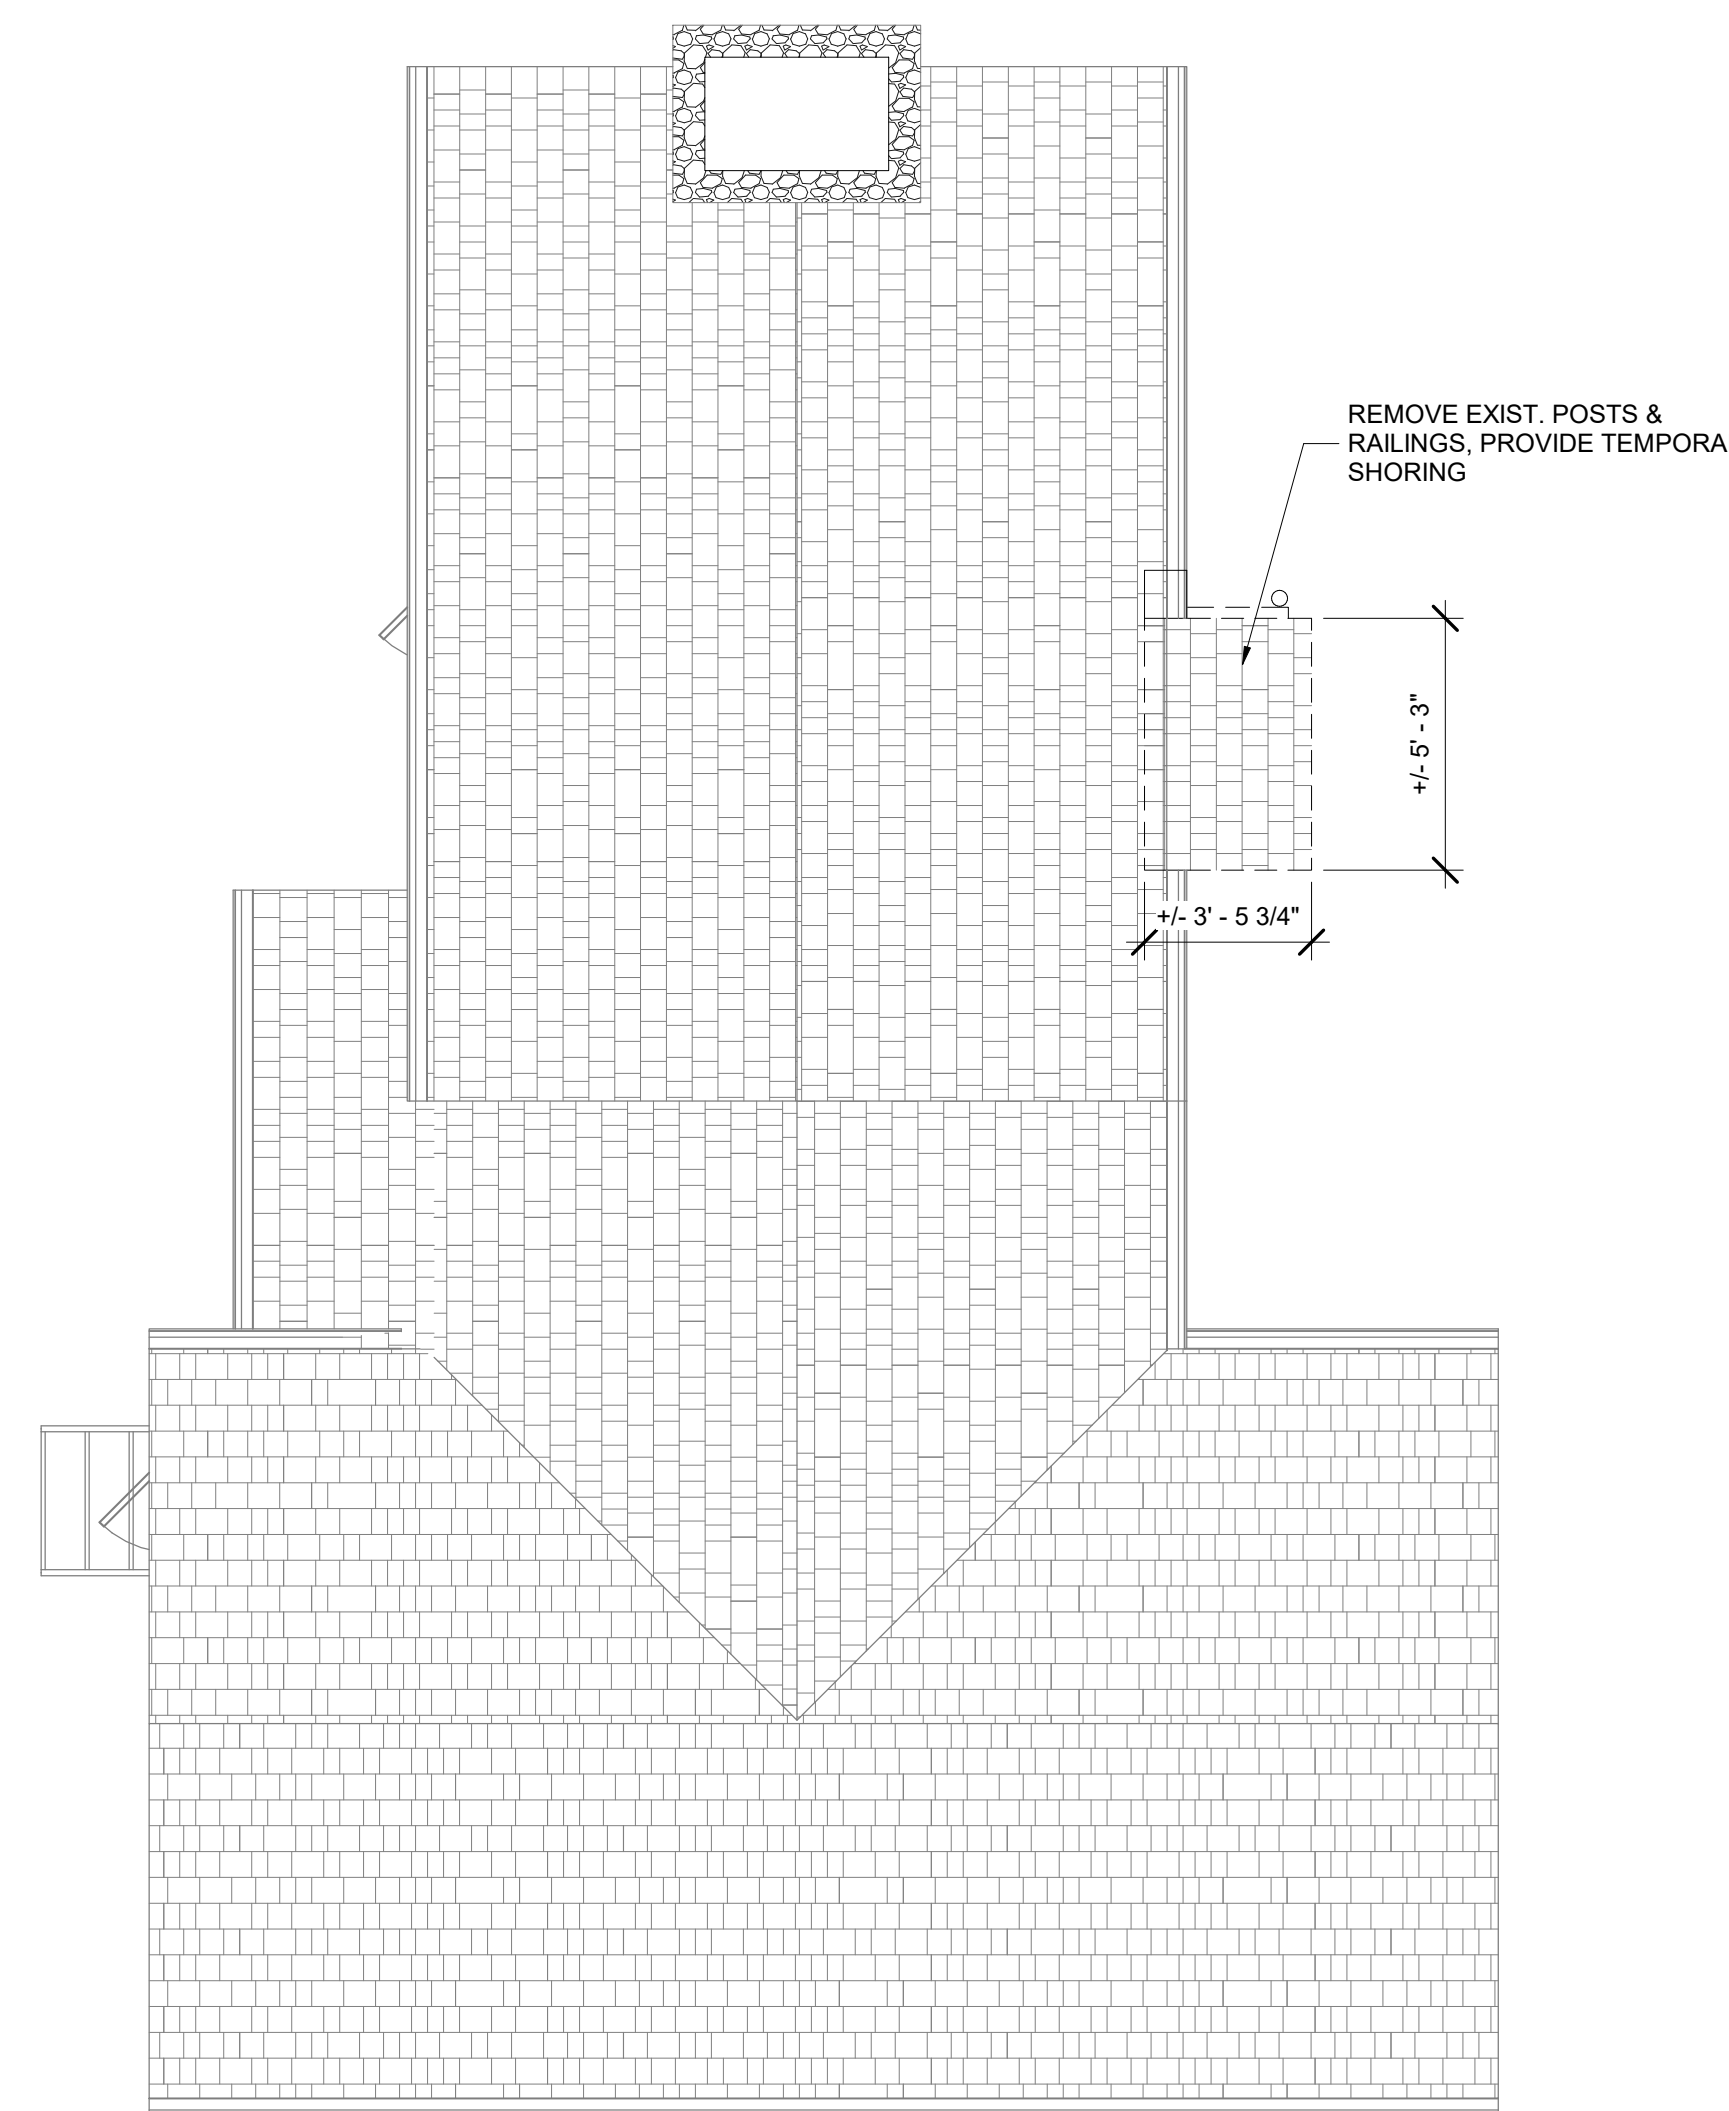 REMOVE EXIST. POSTS &
RAILINGS, PROVIDE TEMPORA
SHORING
+/- 5' - 3"
+/- 3' - 5 3/4"